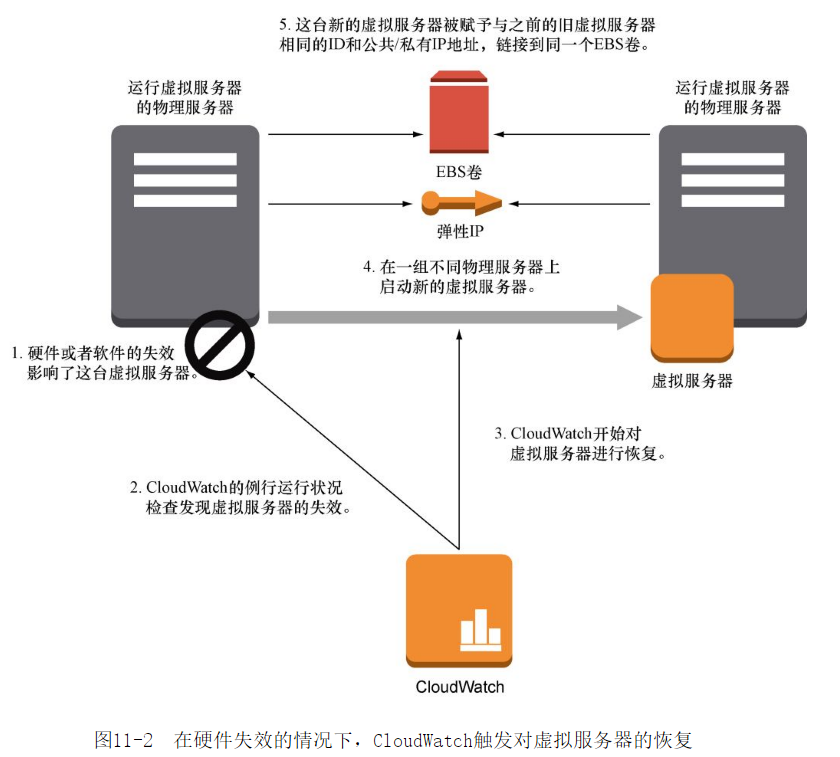 5. 这台新的虚拟服务器被赋予与之前的旧虚拟服务器
相同的ID和公共/私有IP地址，链接到同一个EBS卷。
运行虚拟服务器
的物理服务器
运行虚拟服务器
的物理服务器
EBS卷
弹性IP
4. 在一组不同物理服务器上
启动新的虚拟服务器。
1. 硬件或者软件的失效
影响了这台虚拟服务器。
虚拟服务器
3. CloudWatch开始对
虚拟服务器进行恢复。
2. CloudWatch的例行运行状况
检查发现虚拟服务器的失效。
CloudWatch
图11-2 在硬件失效的情况下，CloudWatch触发对虚拟服务器的恢复